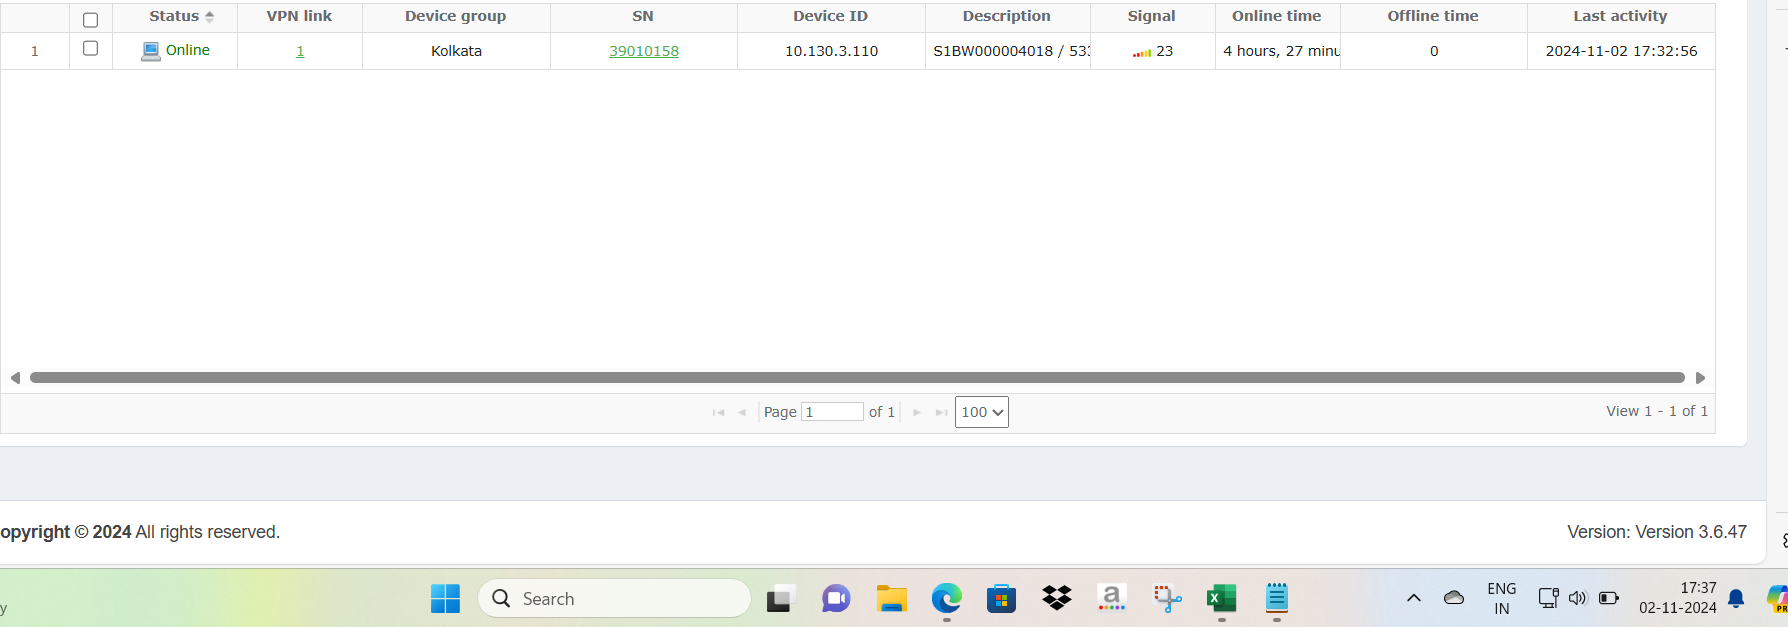 Status VPN link Device group SN Device ID Description Signal Online time Offline time Last activity
1 Online 1 Kolkata 39010158 10.130.3.110 S1BW000004018 / 53 23 4 hours, 27 minu 0 2024-11-02 17:32:56
Page 1 of 1 100 View 1 - 1 of 1
opyright © 2024 All rights reserved. Version: Version 3.6.47
y Search a X ENG 17:37
IN 02-11-2024 PR